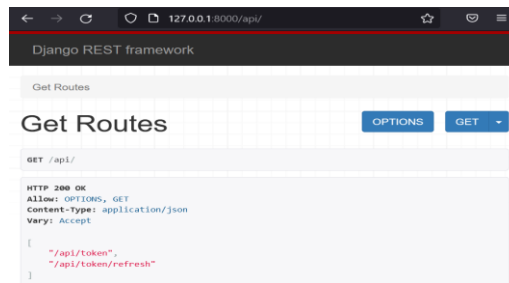 127.0.0.1:8000/api/
Django REST framework
Get Routes
Get Routes
OPTIONS
GET
GET /api/
HTTP 200 OK
Allow: OPTIONS, GET
Content-Type: application/json
Vary: Accept
[
"/api/token",
"/api/token/refresh"
]